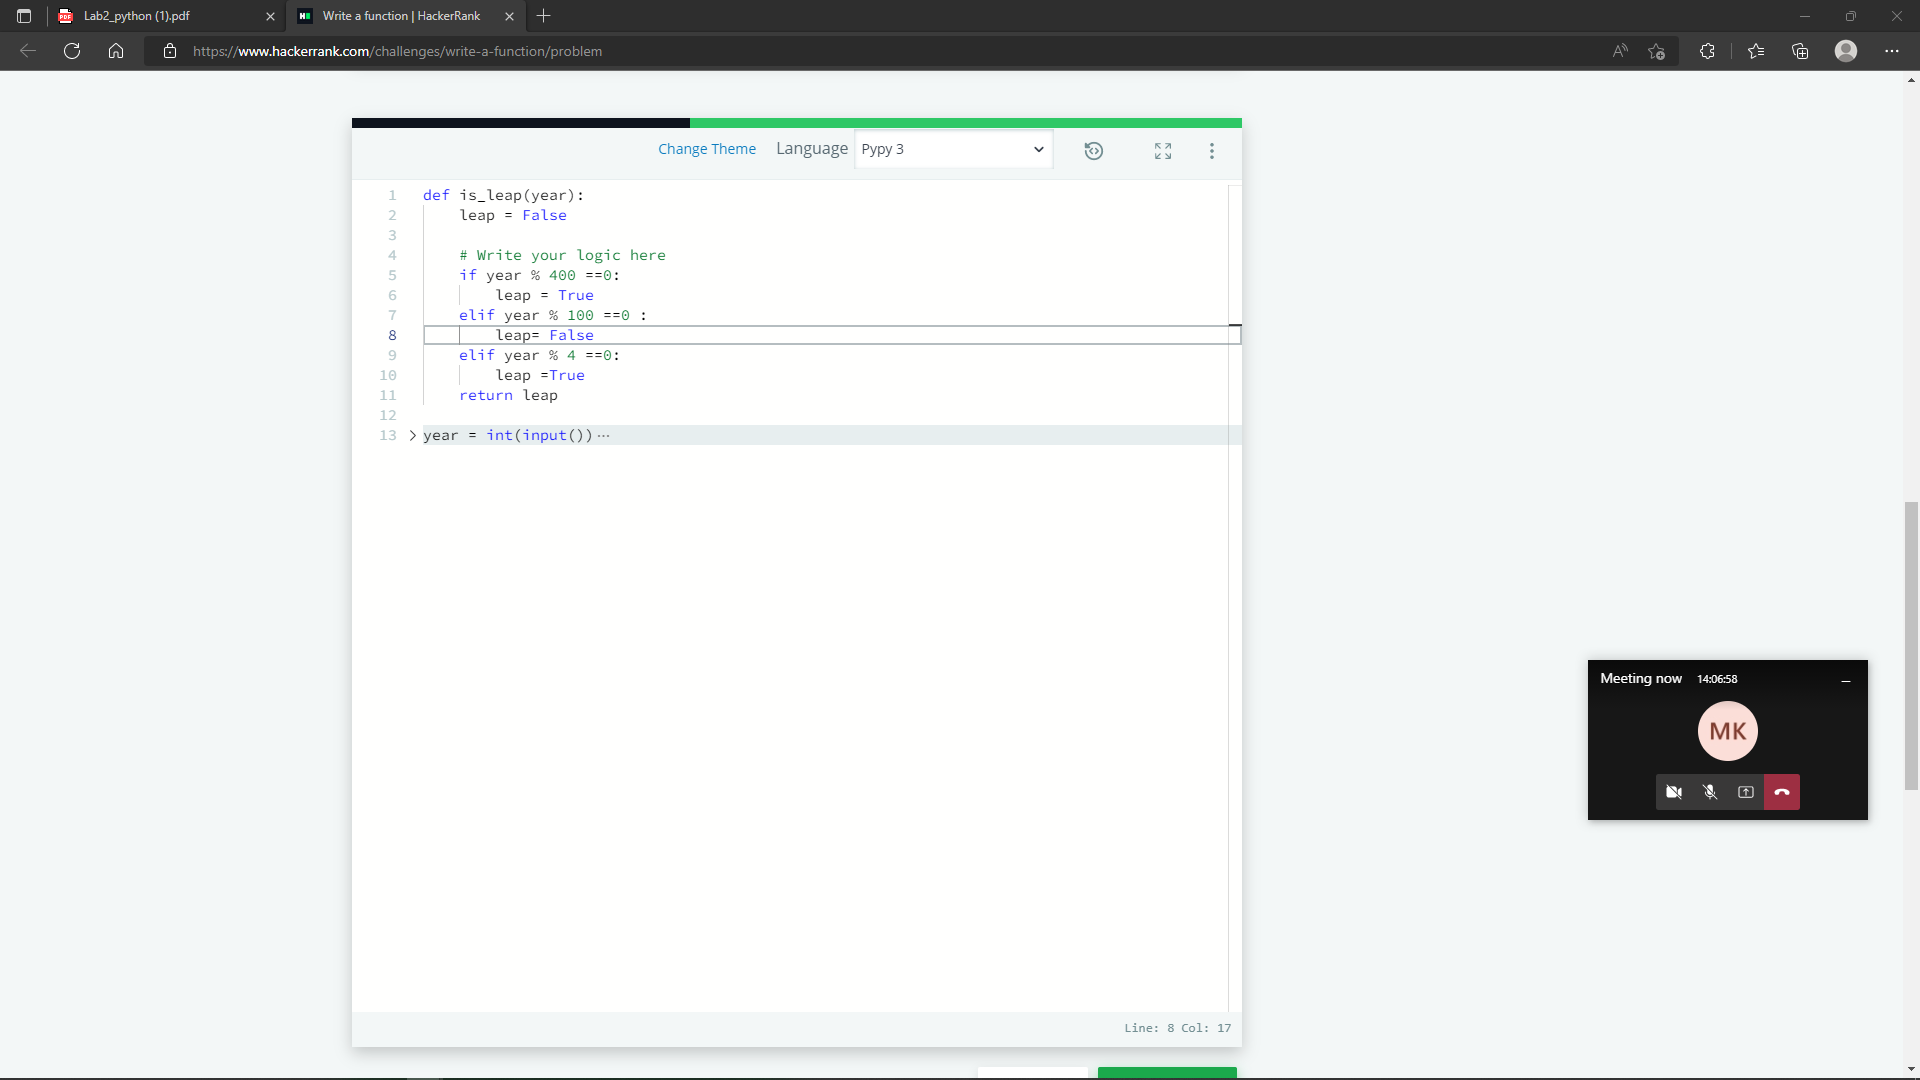 Lab2_python (1).pdf
Write a function | HackerRank
https://www.hackerrank.com/challenges/write-a-function/problem
Change Theme Language Pypy 3
1 def is_leap(year):
2 leap = False
3
4 # Write your logic here
5 if year % 400 ==0:
6 leap = True
7 elif year % 100 ==0 :
8 leap= False
9 elif year % 4 ==0:
10 leap =True
11 return leap
12
13 year = int(input())···
Meeting now 14:06:58
MK
Line: 8 Col: 17